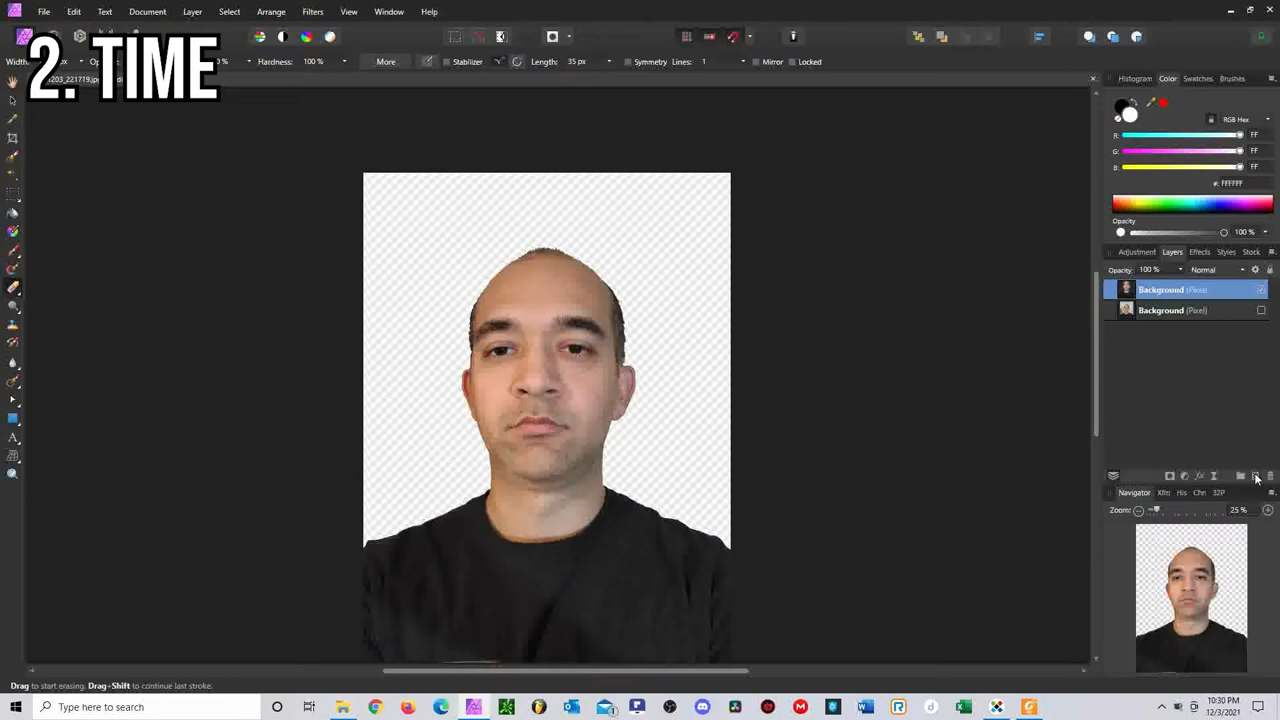 File Edit Text Document Layer Select Arrange Filters View Window Help
2. TIME
Hardness: 100 % More... Stabilizer Length: 35 px Symmetry Lines: 1 Mirror Locked
Histogram Color Swatches Brushes
RGB Hex
R: FF
G: FF
B: FF
#: FFFFFF
Opacity
100 %
Adjustment Layers Effects Styles Stock
Opacity: 100 % Normal
Background (Pixel)
Background (Pixel)
Navigator Xfm His Chn 32P
Zoom: 25 %
Drag to start erasing. Drag+Shift to continue last stroke.
Type here to search
10:30 PM
12/3/2021